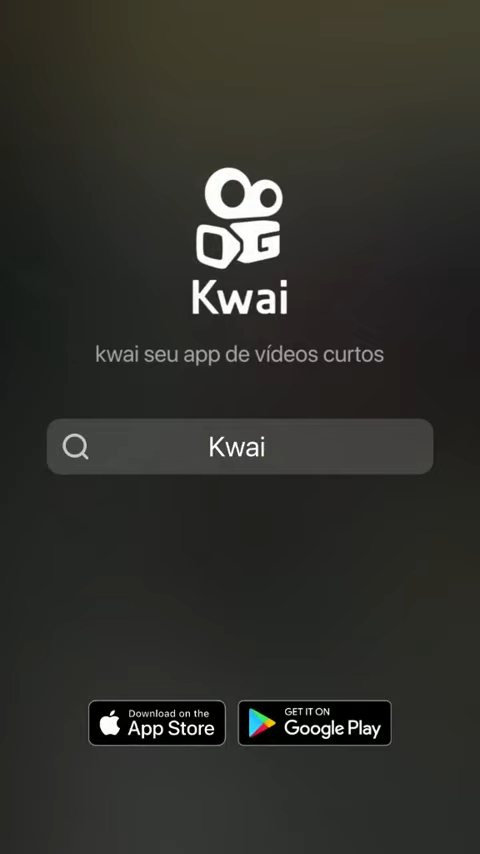 Kwai
kwai seu app de vídeos curtos
Kwai
Download on the
App Store
GET IT ON
Google Play